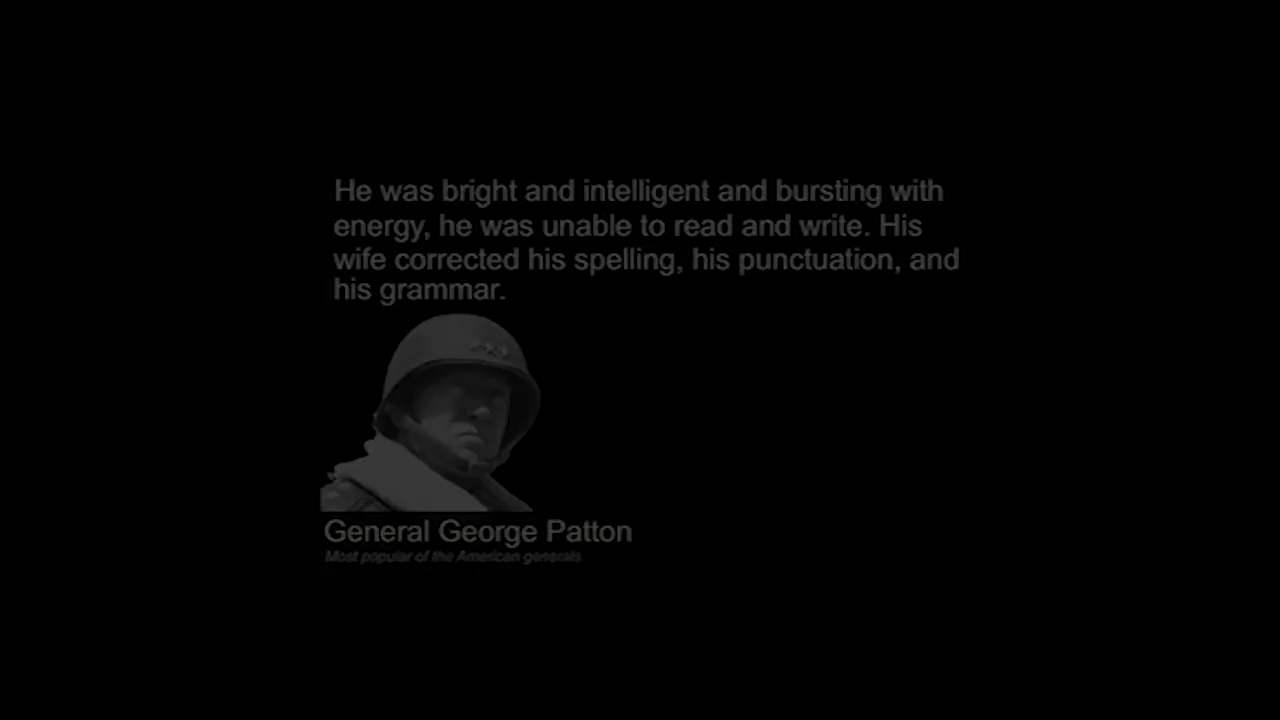 He was bright and intelligent and bursting with
energy, he was unable to read and write. His
wife corrected his spelling, his punctuation, and
his grammar.
General George Patton
Most popular of the American generals